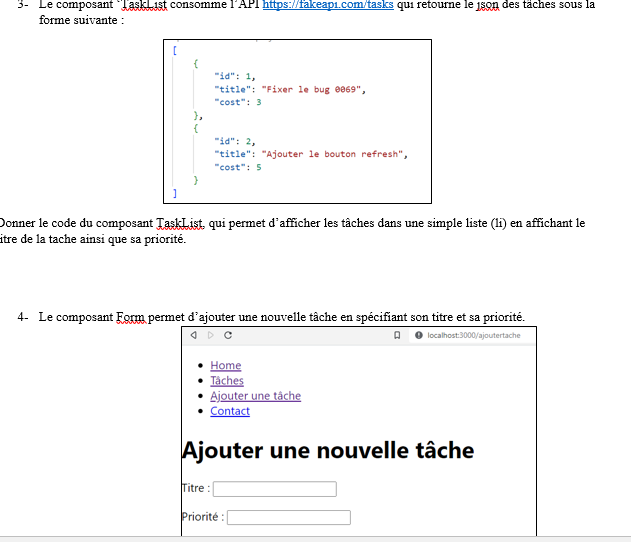 3- Le composant 'TaskList consomme l'API https://fakeapi.com/tasks qui retourne le json des tâches sous la
forme suivante :
[
{
"id": 1,
"title": "Fixer le bug 0069",
"cost": 3
},
{
"id": 2,
"title": "Ajouter le bouton refresh",
"cost": 5
}
]
Donner le code du composant TaskList, qui permet d'afficher les tâches dans une simple liste (li) en affichant le
itre de la tache ainsi que sa priorité.
4- Le composant Form permet d'ajouter une nouvelle tâche en spécifiant son titre et sa priorité.
localhost:3000/ajoutertache
• Home
• Tâches
• Ajouter une tâche
• Contact
Ajouter une nouvelle tâche
Titre :
Priorité :